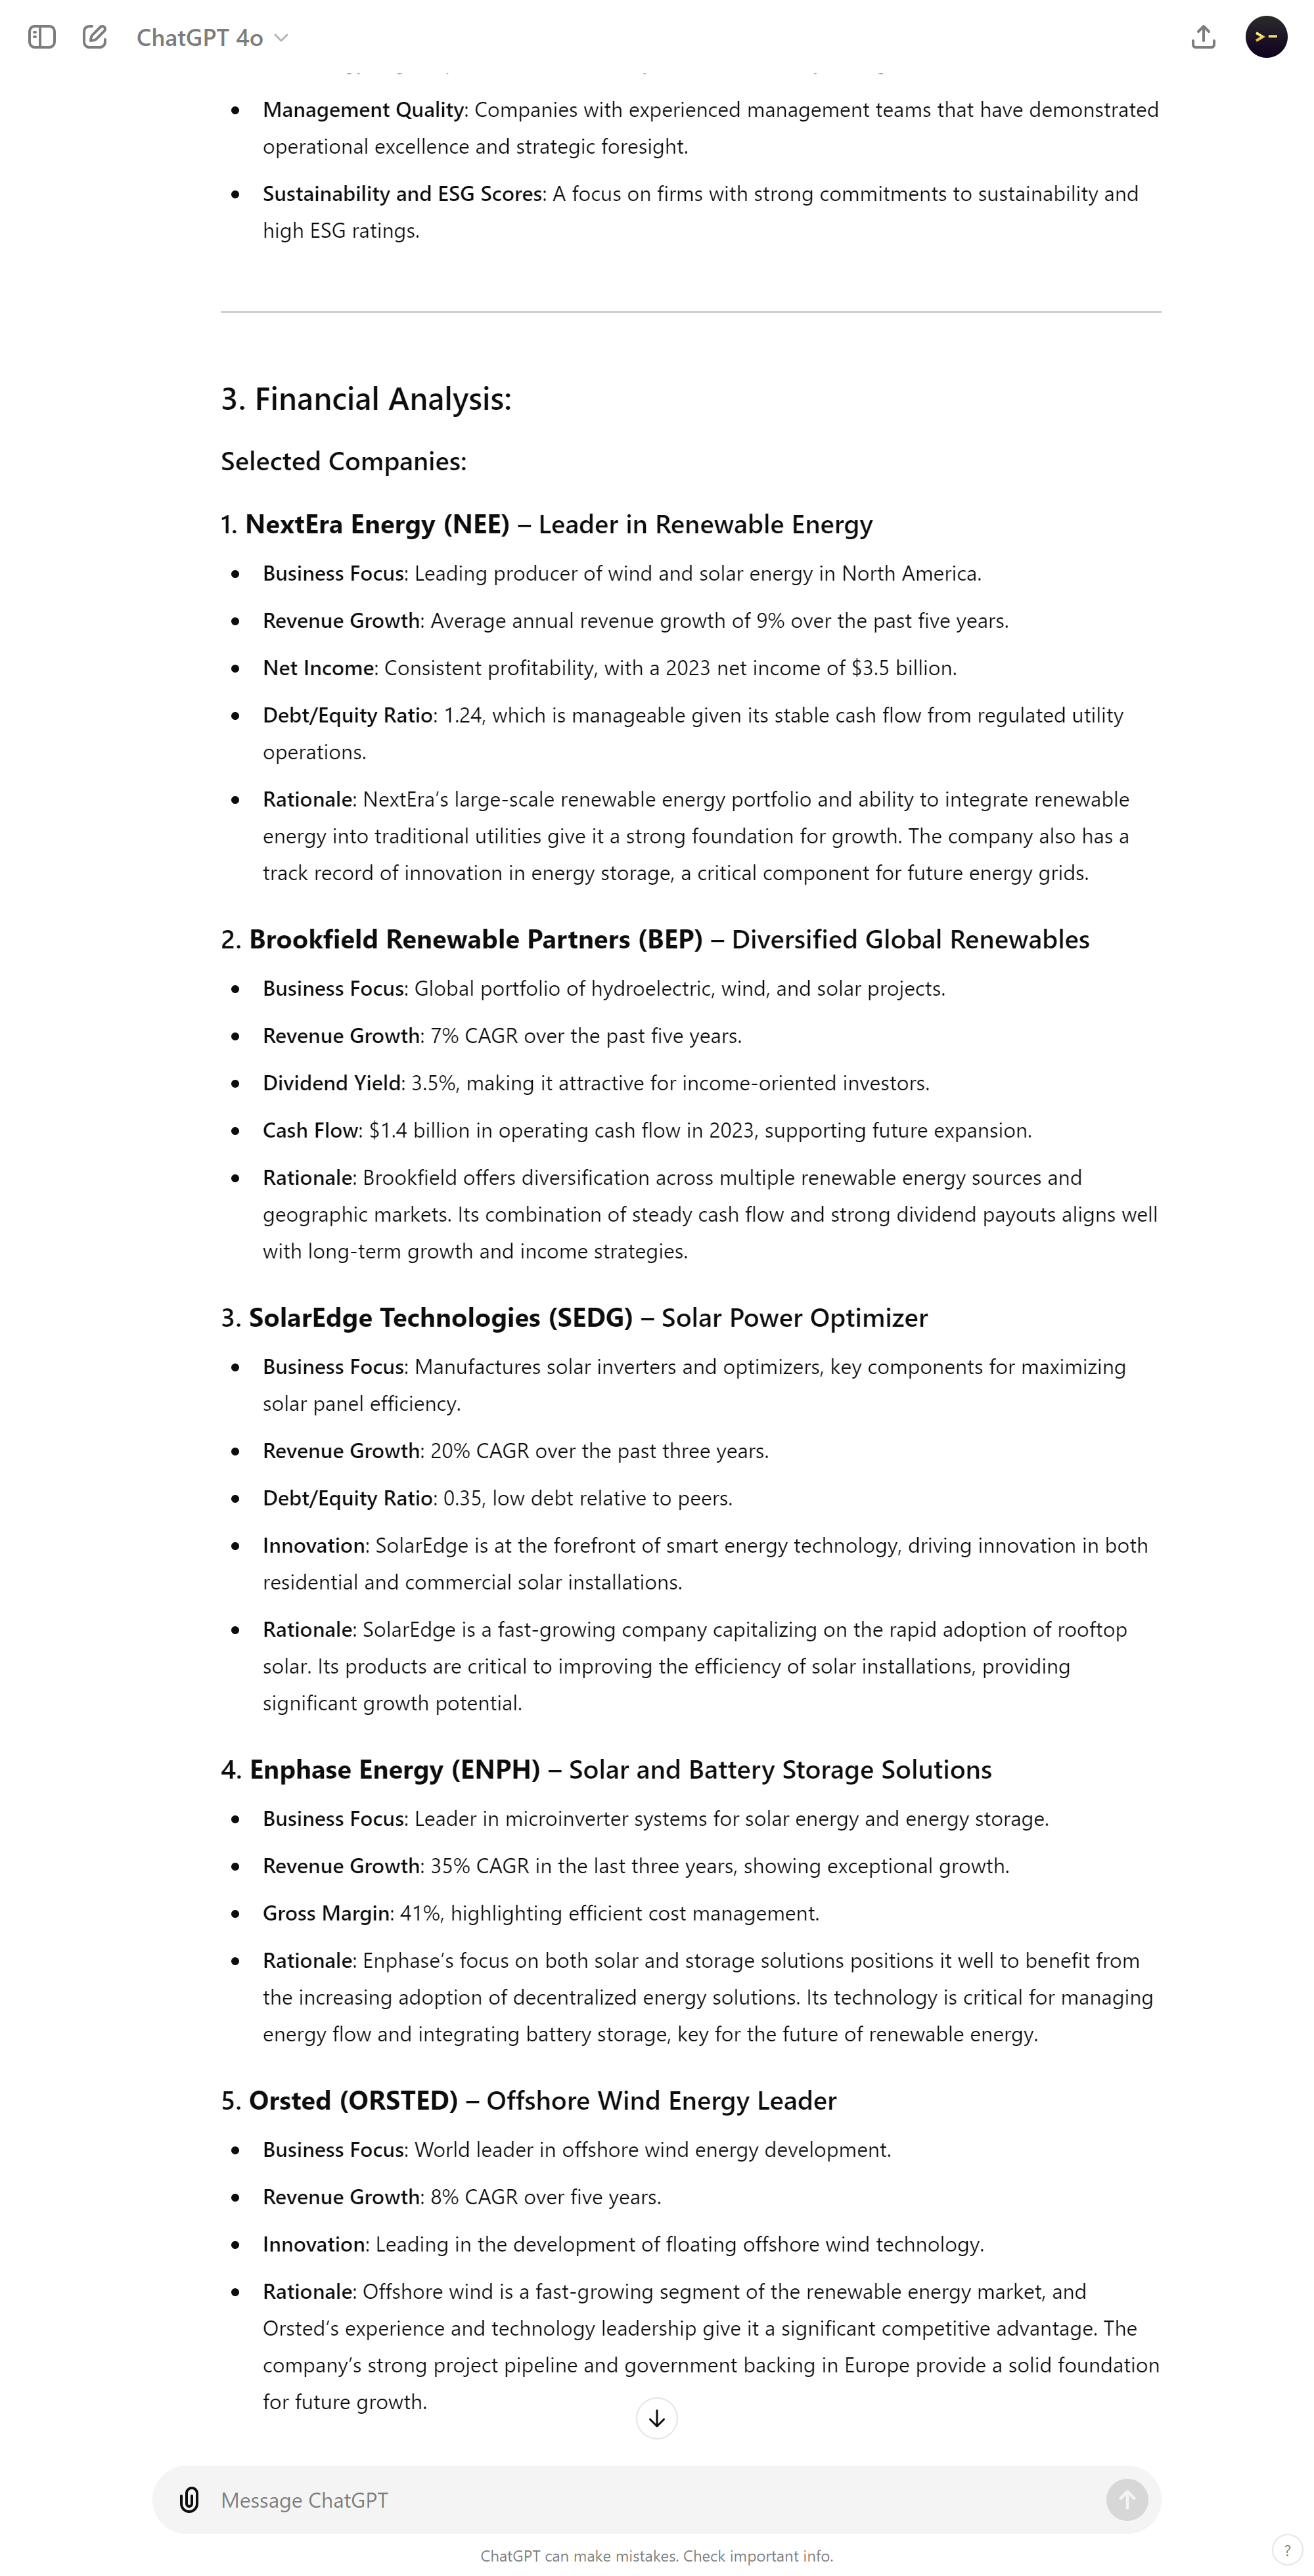 ChatGPT 4o
Management Quality: Companies with experienced management teams that have demonstrated
operational excellence and strategic foresight.
Sustainability and ESG Scores: A focus on firms with strong commitments to sustainability and
high ESG ratings.
3. Financial Analysis:
Selected Companies:
1. NextEra Energy (NEE) – Leader in Renewable Energy
Business Focus: Leading producer of wind and solar energy in North America.
Revenue Growth: Average annual revenue growth of 9% over the past five years.
Net Income: Consistent profitability, with a 2023 net income of $3.5 billion.
Debt/Equity Ratio: 1.24, which is manageable given its stable cash flow from regulated utility
operations.
Rationale: NextEra’s large-scale renewable energy portfolio and ability to integrate renewable
energy into traditional utilities give it a strong foundation for growth. The company also has a
track record of innovation in energy storage, a critical component for future energy grids.
2. Brookfield Renewable Partners (BEP) – Diversified Global Renewables
Business Focus: Global portfolio of hydroelectric, wind, and solar projects.
Revenue Growth: 7% CAGR over the past five years.
Dividend Yield: 3.5%, making it attractive for income-oriented investors.
Cash Flow: $1.4 billion in operating cash flow in 2023, supporting future expansion.
Rationale: Brookfield offers diversification across multiple renewable energy sources and
geographic markets. Its combination of steady cash flow and strong dividend payouts aligns well
with long-term growth and income strategies.
3. SolarEdge Technologies (SEDG) – Solar Power Optimizer
Business Focus: Manufactures solar inverters and optimizers, key components for maximizing
solar panel efficiency.
Revenue Growth: 20% CAGR over the past three years.
Debt/Equity Ratio: 0.35, low debt relative to peers.
Innovation: SolarEdge is at the forefront of smart energy technology, driving innovation in both
residential and commercial solar installations.
Rationale: SolarEdge is a fast-growing company capitalizing on the rapid adoption of rooftop
solar. Its products are critical to improving the efficiency of solar installations, providing
significant growth potential.
4. Enphase Energy (ENPH) – Solar and Battery Storage Solutions
Business Focus: Leader in microinverter systems for solar energy and energy storage.
Revenue Growth: 35% CAGR in the last three years, showing exceptional growth.
Gross Margin: 41%, highlighting efficient cost management.
Rationale: Enphase’s focus on both solar and storage solutions positions it well to benefit from
the increasing adoption of decentralized energy solutions. Its technology is critical for managing
energy flow and integrating battery storage, key for the future of renewable energy.
5. Orsted (ORSTED) – Offshore Wind Energy Leader
Business Focus: World leader in offshore wind energy development.
Revenue Growth: 8% CAGR over five years.
Innovation: Leading in the development of floating offshore wind technology.
Rationale: Offshore wind is a fast-growing segment of the renewable energy market, and
Orsted’s experience and technology leadership give it a significant competitive advantage. The
company’s strong project pipeline and government backing in Europe provide a solid foundation
for future growth.
Message ChatGPT
ChatGPT can make mistakes. Check important info.
?